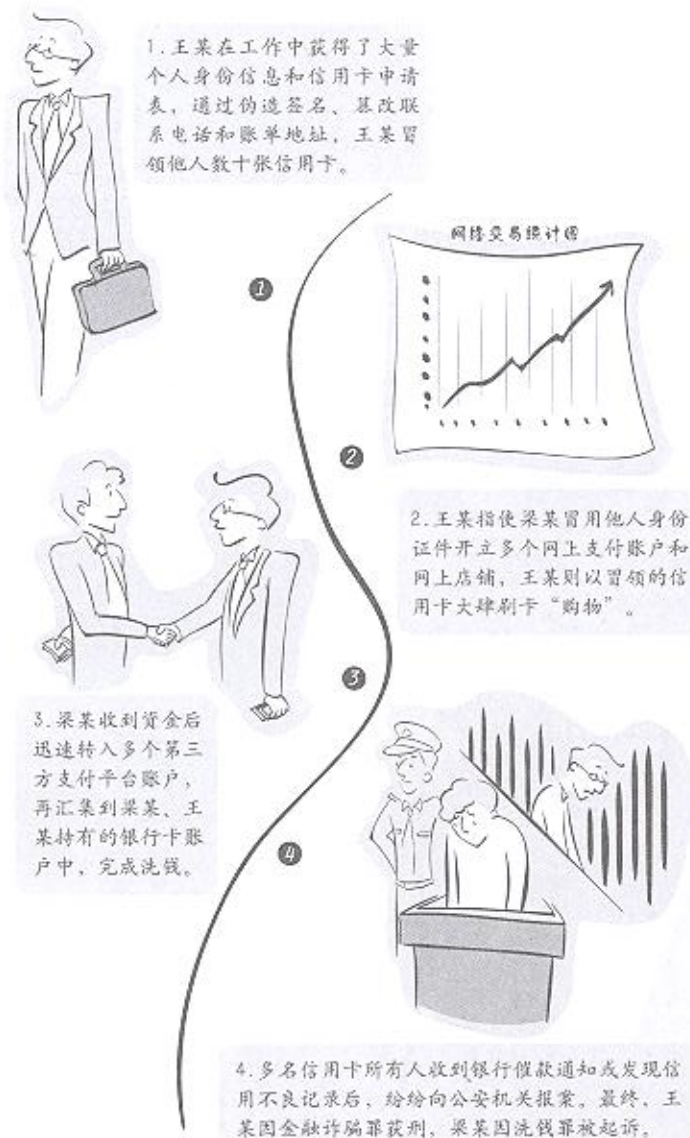 1.王某在工作中获得了大量
个人身份信息和信用卡申请
表，通过伪造签名、篡改联
系电话和账单地址，王某冒
领他人数十张信用卡。
1
网络交易统计图
2
2.王某指使梁某冒用他人身份
证件开立多个网上支付账户和
网上店铺，王某则以冒领的信
用卡大肆刷卡“购物”。
3
3.梁某收到资金后
迅速转入多个第三
方支付平台账户，
再汇集到梁某、王
某持有的银行卡账
户中，完成洗钱。
4
4.多名信用卡所有人收到银行催款通知或发现信
用不良记录后，纷纷向公安机关报案。最终，王
某因金融诈骗罪获刑，梁某因洗钱罪被起诉。